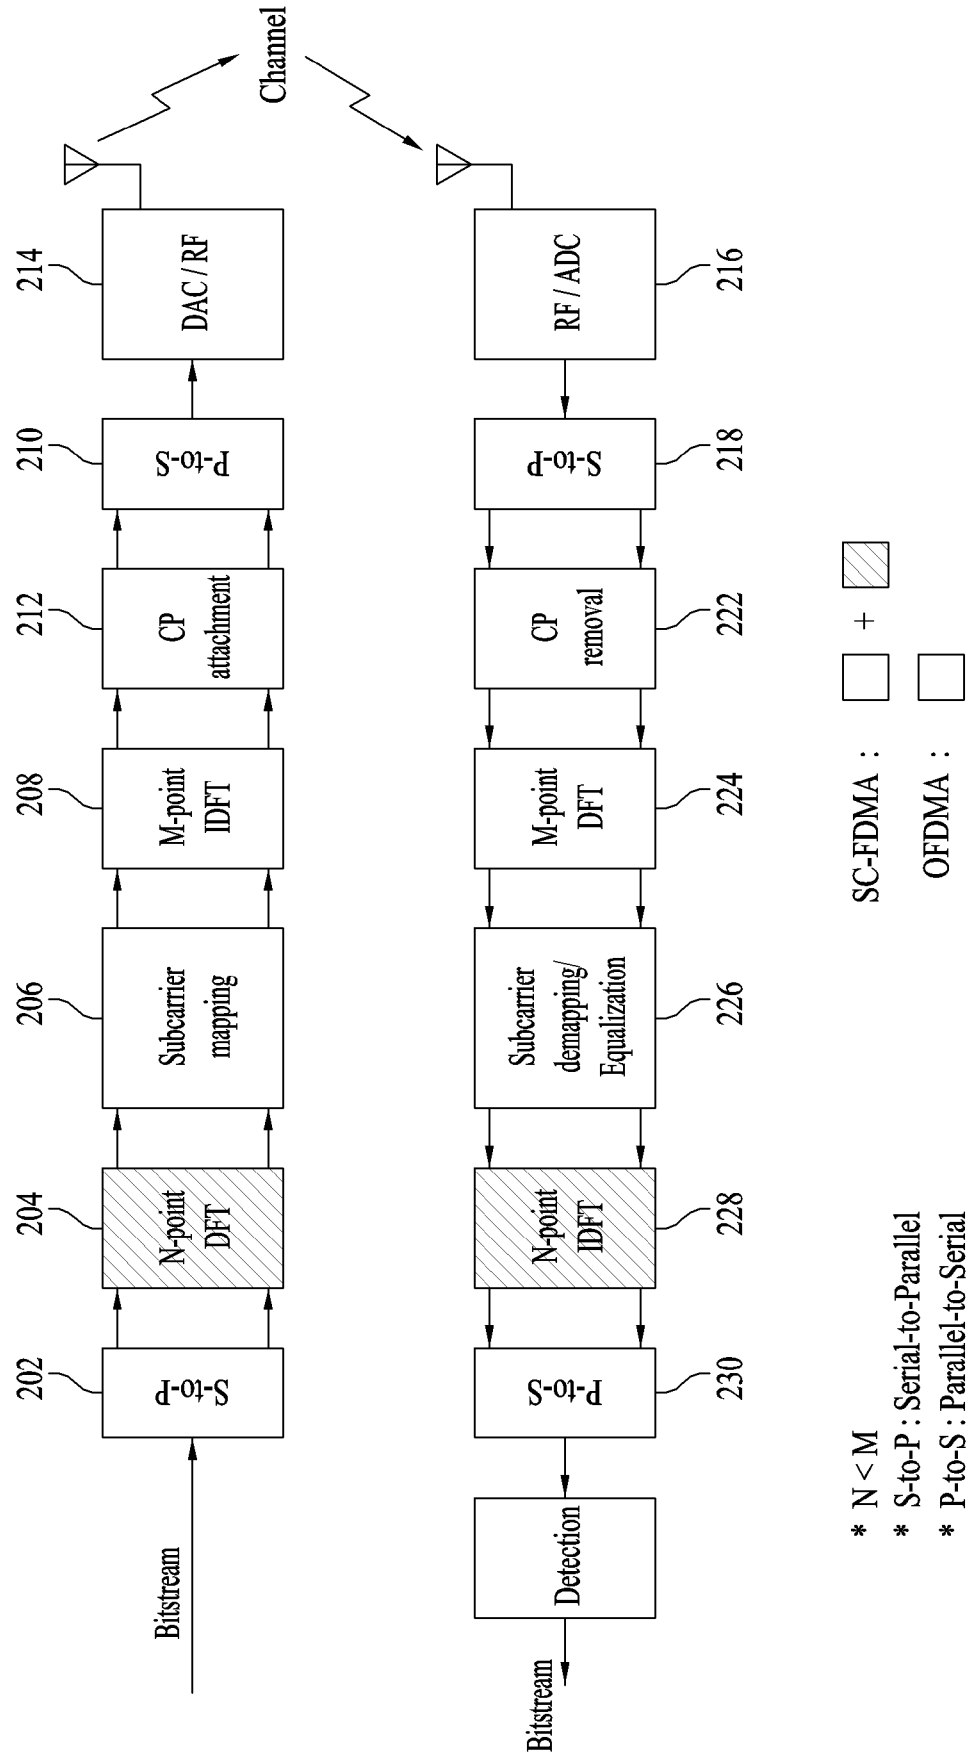 202
204
206
208
212
210
214
Bitstream
S-to-P
N-point
DFT
Subcarrier
mapping
M-point
IDFT
CP
attachment
P-to-S
DAC / RF
Channel
Bitstream
Detection
P-to-S
N-point
IDFT
Subcarrier
demapping/
Equalization
M-point
DFT
CP
removal
S-to-P
RF / ADC
230
228
226
224
222
218
216
* N < M
* S-to-P : Serial-to-Parallel
* P-to-S : Parallel-to-Serial
SC-FDMA : +
OFDMA :